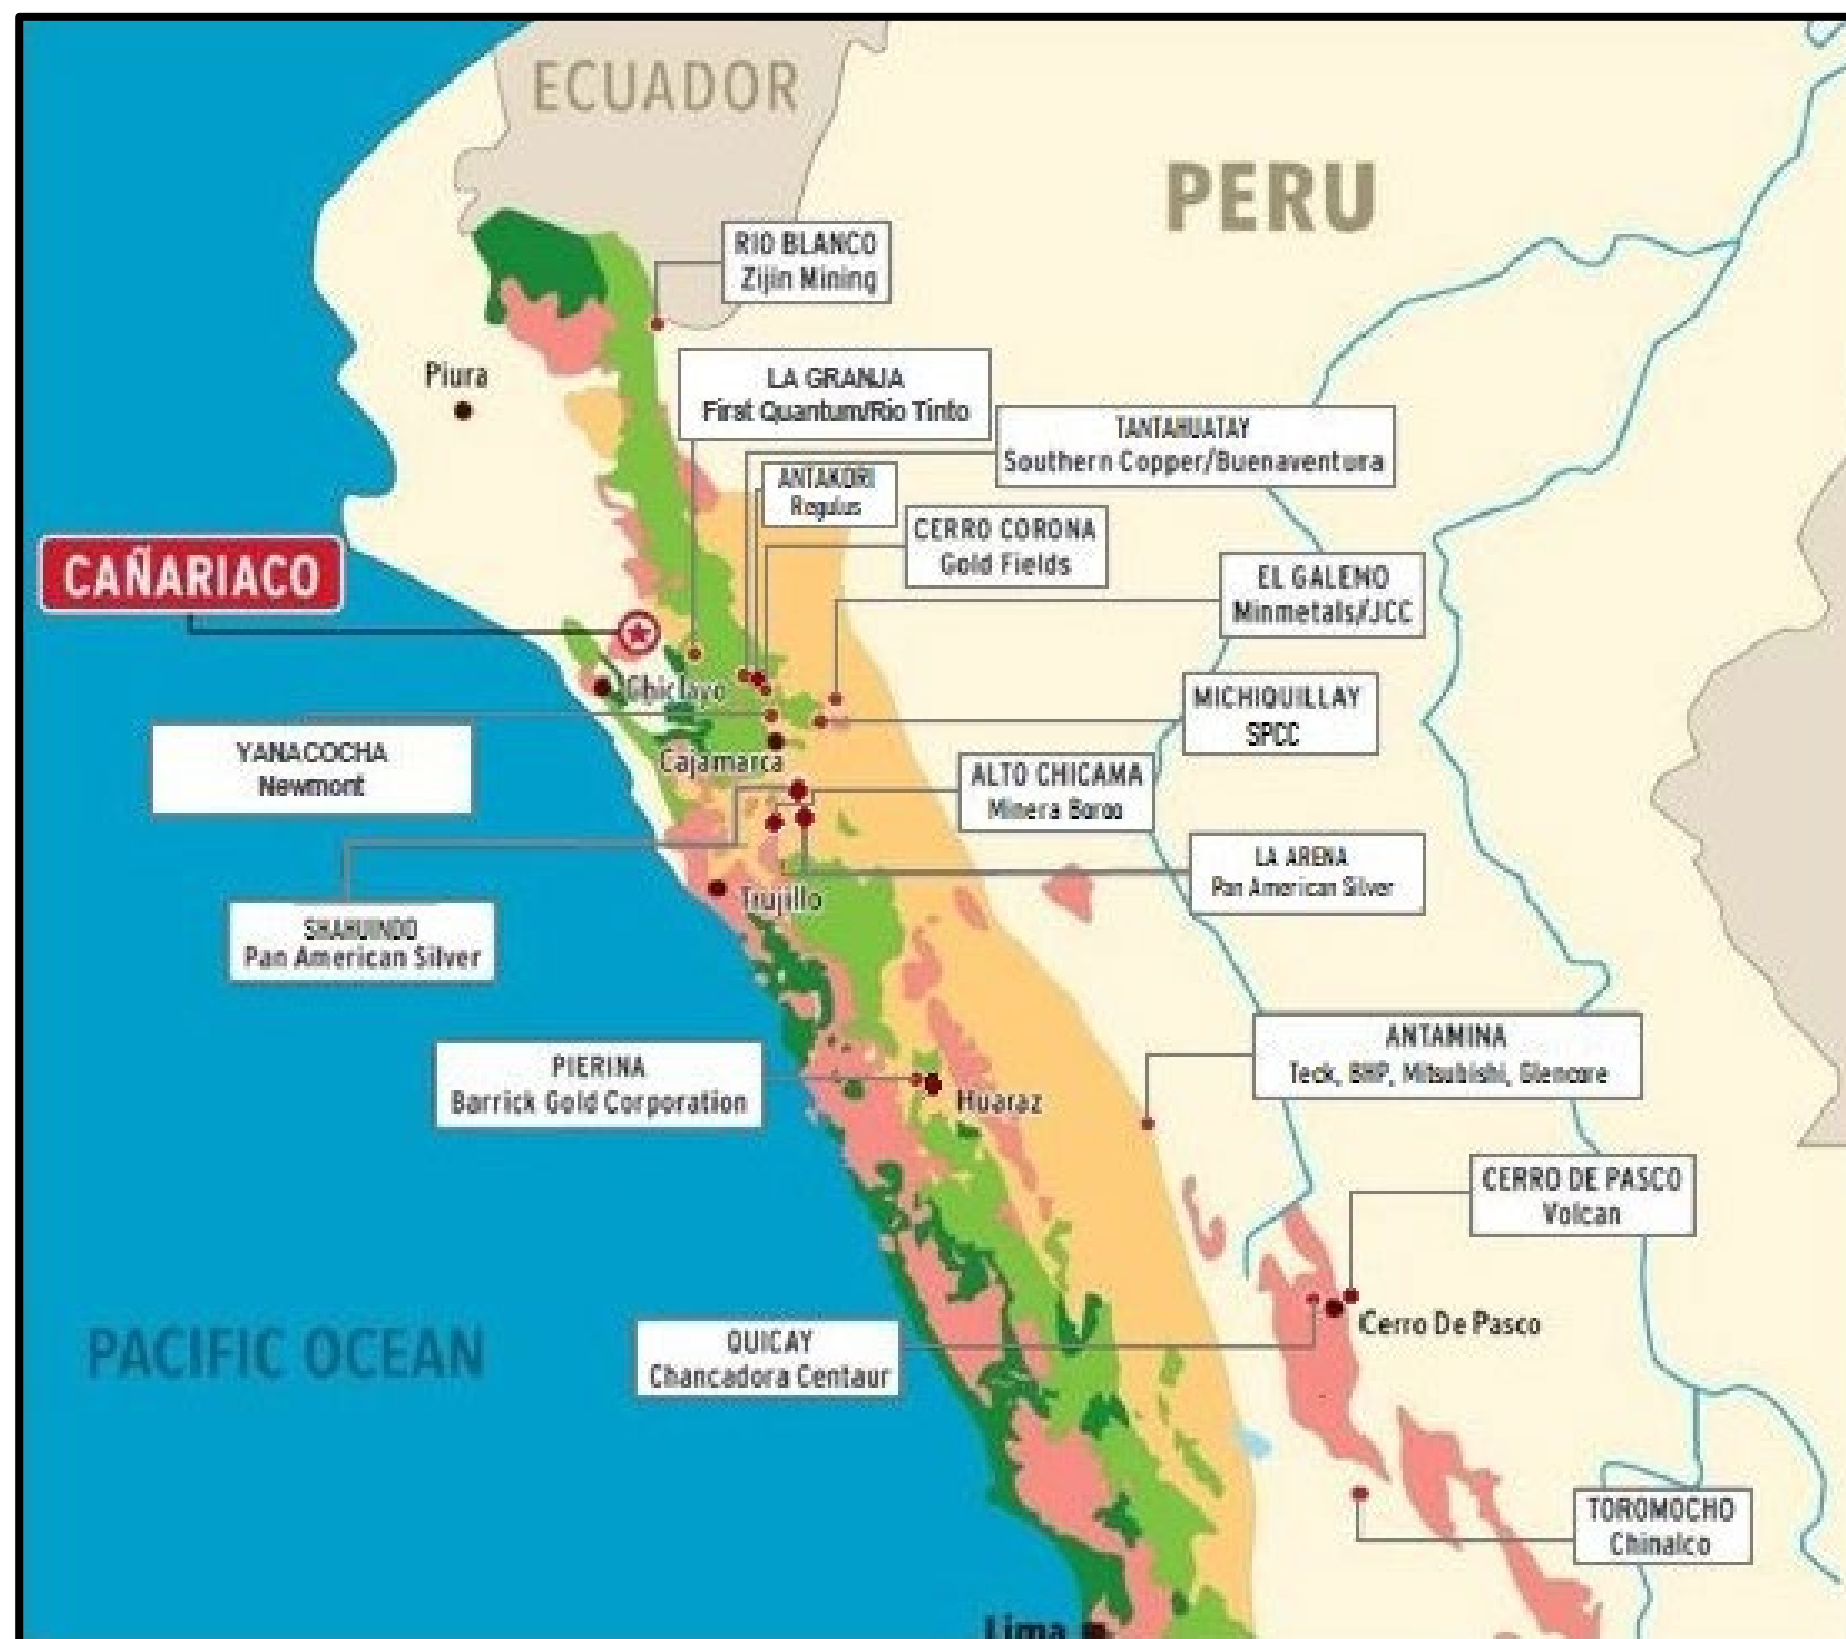 ECUADOR
PERU
RIO BLANCO
Zijin Mining
Piura
LA GRANJA
First Quantum/Rio Tinto
TANTAHUATAY
Southern Copper/Buenaventura
ANTAKORI
Regulus
CERRO CORONA
Gold Fields
CAÑARIACO
EL GALENO
Minmetals/JCC
Chiclayo
MICHIQUILLAY
SPCC
YANACOCHA
Newmont
Cajamarca
ALTO CHICAMA
Minera Boroo
LA ARENA
Pan American Silver
Trujillo
SHAHUINDO
Pan American Silver
ANTAMINA
Teck, BHP, Mitsubishi, Glencore
PIERINA
Barrick Gold Corporation
Huaraz
CERRO DE PASCO
Volcan
Cerro De Pasco
QUICAY
Chancadora Centaur
PACIFIC OCEAN
TOROMOCHO
Chinalco
Lima